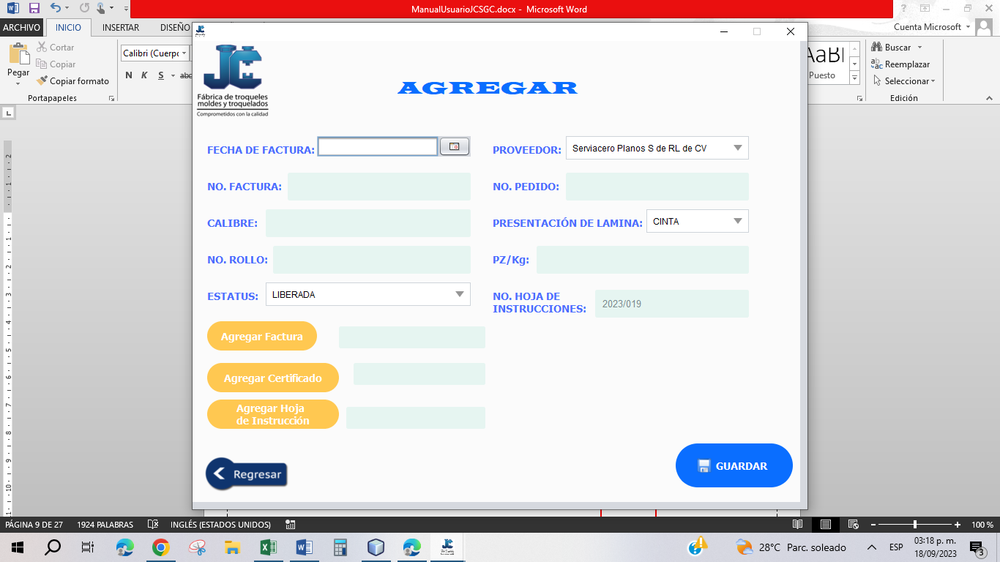 ManualUsuarioJCSGC.docx - Microsoft Word
ARCHIVO INICIO INSERTAR DISEÑO
Cuenta Microsoft
Pegar
Cortar
Copiar
Copiar formato
Portapapeles
Calibri (Cuerpo
N K S abc
AaBl
Puesto
Buscar
Reemplazar
Seleccionar
Edición
JC
Fábrica de troqueles
moldes y troquelados
Comprometidos con la calidad
AGREGAR
FECHA DE FACTURA:
PROVEEDOR: Serviacero Planos S de RL de CV
NO. FACTURA:
NO. PEDIDO:
CALIBRE:
PRESENTACIÓN DE LAMINA: CINTA
NO. ROLLO:
PZ/Kg:
ESTATUS: LIBERADA
NO. HOJA DE
INSTRUCCIONES: 2023/019
Agregar Factura
Agregar Certificado
Agregar Hoja
de Instrucción
Regresar
GUARDAR
PÁGINA 9 DE 27 1924 PALABRAS INGLÉS (ESTADOS UNIDOS) 100 %
28°C Parc. soleado
ESP
03:18 p. m.
18/09/2023
3